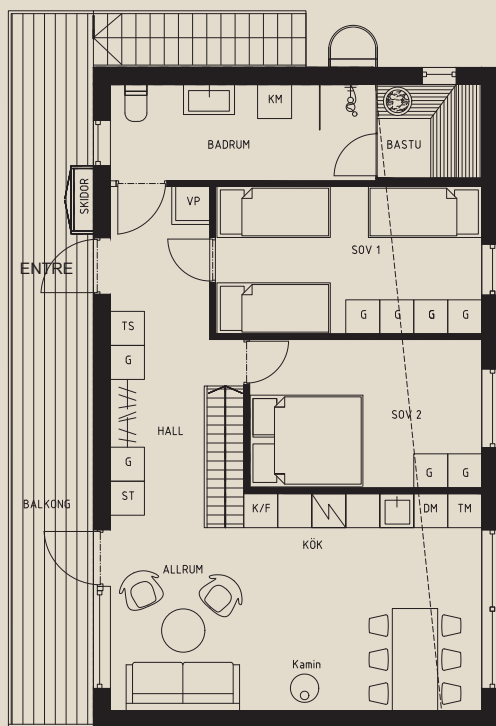 KM
BADRUM
BASTU
SKIDOR
VP
SOV 1
ENTRE
G G G G
TS
G
HALL
SOV 2
G
G G
ST
BALKONG
K/F DM TM
KÖK
ALLRUM
Kamin